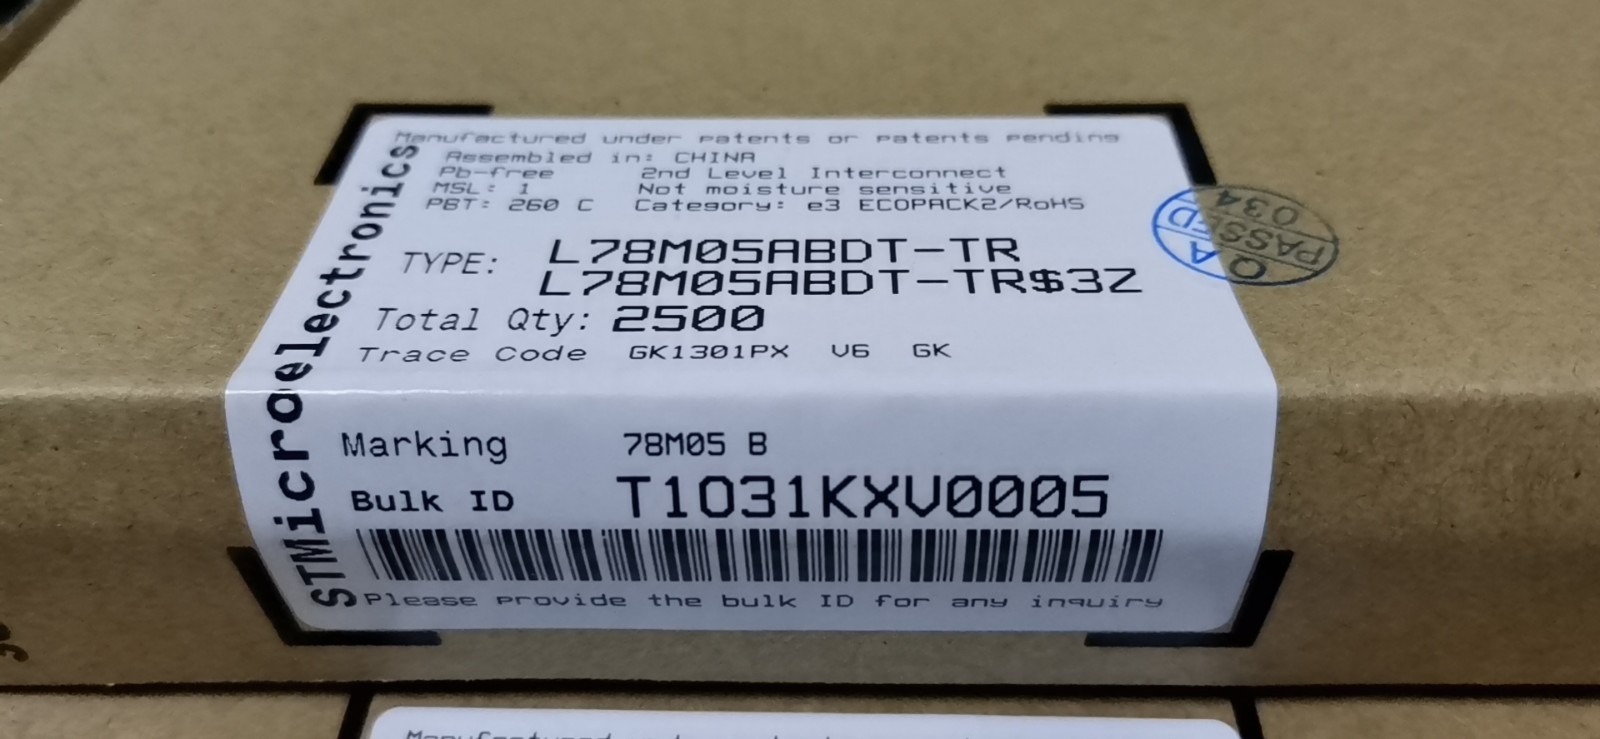 Manufactured under patents or patents pending
Assembled in: CHINA
Pb-free 2nd Level Interconnect
MSL: 1 Not moisture sensitive
PBT: 260 C Category: e3 ECOPACK2/RoHS
TYPE: L78M05ABDT-TR
L78M05ABDT-TR$3Z
Total Qty: 2500
Trace Code GK1301PX V6 GK
STMicroelectronics
Marking 78M05 B
Bulk ID T1031KXV0005
Please provide the bulk ID for any inquiry
Q A
PASSED
034
Manufactured